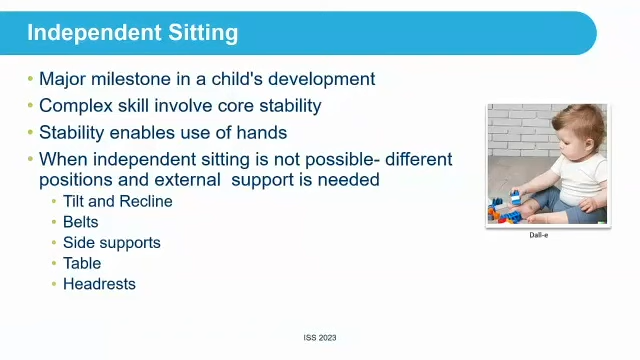 Independent Sitting
• Major milestone in a child's development
• Complex skill involve core stability
• Stability enables use of hands
• When independent sitting is not possible- different
positions and external support is needed
• Tilt and Recline
• Belts
• Side supports
• Table
• Headrests
Dall-e
ISS 2023